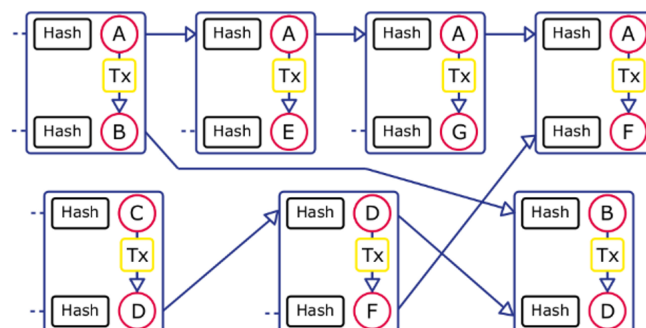 Hash A Hash A Hash A Hash A
Tx Tx Tx Tx
Hash B Hash E Hash G Hash F
Hash C Hash D Hash B
Tx Tx Tx
Hash D Hash F Hash D